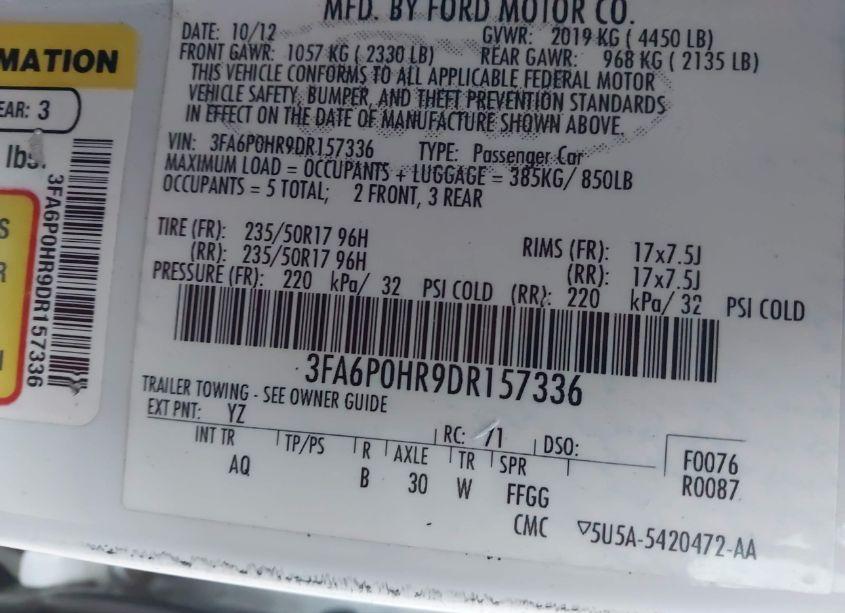 MFD. BY FORD MOTOR CO.
DATE: 10/12 GVWR: 2019 KG ( 4450 LB)
FRONT GAWR: 1057 KG ( 2330 LB) REAR GAWR: 968 KG ( 2135 LB)
THIS VEHICLE CONFORMS TO ALL APPLICABLE FEDERAL MOTOR
VEHICLE SAFETY, BUMPER, AND THEFT PREVENTION STANDARDS
IN EFFECT ON THE DATE OF MANUFACTURE SHOWN ABOVE.
VIN: 3FA6P0HR9DR157336 TYPE: Passenger Car
MAXIMUM LOAD = OCCUPANTS + LUGGAGE = 385KG/ 850LB
OCCUPANTS = 5 TOTAL; 2 FRONT, 3 REAR
TIRE (FR): 235/50R17 96H RIMS (FR): 17x7.5J
(RR): 235/50R17 96H (RR): 17x7.5J
PRESSURE (FR): 220 kPa/ 32 PSI COLD (RR): 220 kPa/ 32 PSI COLD
3FA6P0HR9DR157336
TRAILER TOWING - SEE OWNER GUIDE
EXT PNT: YZ RC: 71 DSO:
INT TR TP/PS R AXLE TR SPR F0076
AQ B 30 W FFGG R0087
CMC ▽5U5A-5420472-AA
MATION
EAR: 3
lbs.
3FA6P0HR9DR157336
S
R